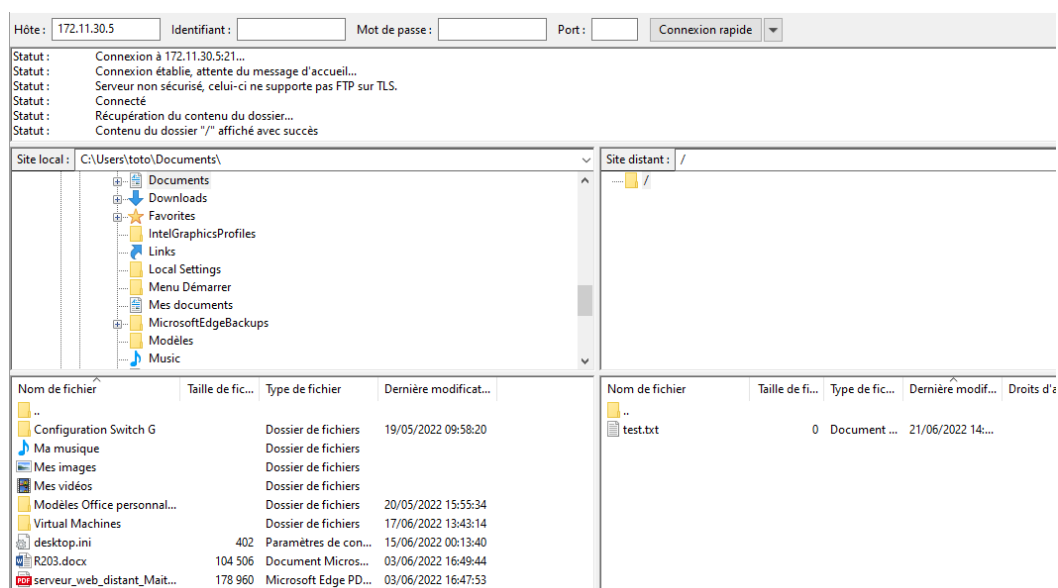 Hôte : 172.11.30.5 Identifiant : Mot de passe : Port : Connexion rapide
Statut : Connexion à 172.11.30.5:21...
Statut : Connexion établie, attente du message d'accueil...
Statut : Serveur non sécurisé, celui-ci ne supporte pas FTP sur TLS.
Statut : Connecté
Statut : Récupération du contenu du dossier...
Statut : Contenu du dossier "/" affiché avec succès
Site local : C:\Users\toto\Documents\
Documents
Downloads
Favorites
IntelGraphicsProfiles
Links
Local Settings
Menu Démarrer
Mes documents
MicrosoftEdgeBackups
Modèles
Music
Site distant : /
/
Nom de fichier Taille de fic... Type de fichier Dernière modificat...
..
Configuration Switch G Dossier de fichiers 19/05/2022 09:58:20
Ma musique Dossier de fichiers
Mes images Dossier de fichiers
Mes vidéos Dossier de fichiers
Modèles Office personnal... Dossier de fichiers 20/05/2022 15:55:34
Virtual Machines Dossier de fichiers 17/06/2022 13:43:14
desktop.ini 402 Paramètres de con... 15/06/2022 00:13:40
R203.docx 104 506 Document Micros... 03/06/2022 16:49:44
serveur_web_distant_Mait... 178 960 Microsoft Edge PD... 03/06/2022 16:47:53
Nom de fichier Taille de fi... Type de fic... Dernière modif... Droits d'a
..
test.txt 0 Document ... 21/06/2022 14:...